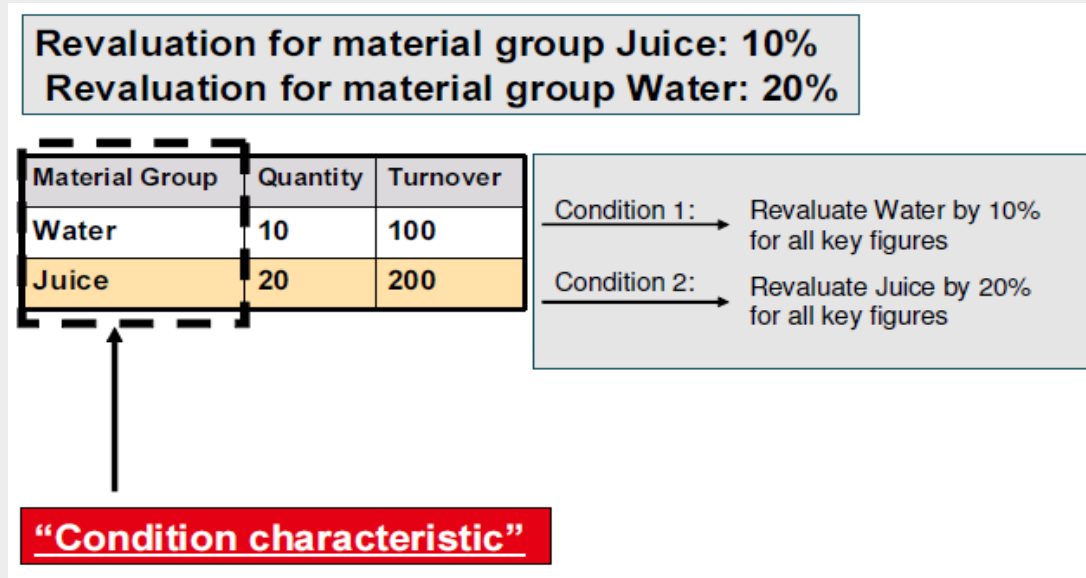 Revaluation for material group Juice: 10%
Revaluation for material group Water: 20%
Material Group Quantity Turnover
Water 10 100
Juice 20 200
Condition 1: Revaluate Water by 10%
for all key figures
Condition 2: Revaluate Juice by 20%
for all key figures
“Condition characteristic”